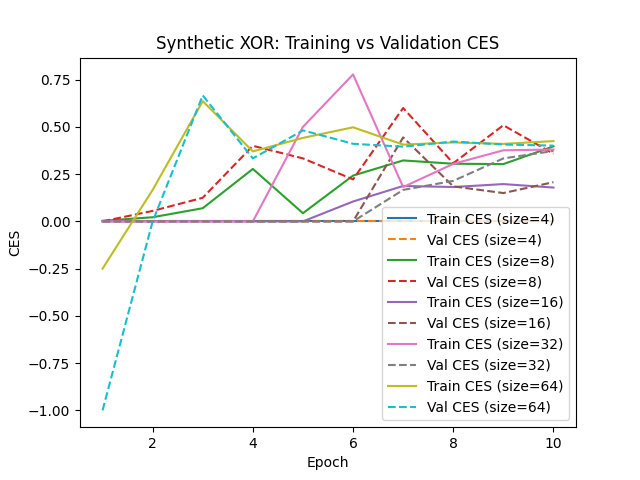 Synthetic XOR: Training vs Validation CES
CES
0.75
0.50
0.25
0.00
−0.25
−0.50
−0.75
−1.00
2
4
6
8
10
Epoch
Train CES (size=4)
Val CES (size=4)
Train CES (size=8)
Val CES (size=8)
Train CES (size=16)
Val CES (size=16)
Train CES (size=32)
Val CES (size=32)
Train CES (size=64)
Val CES (size=64)